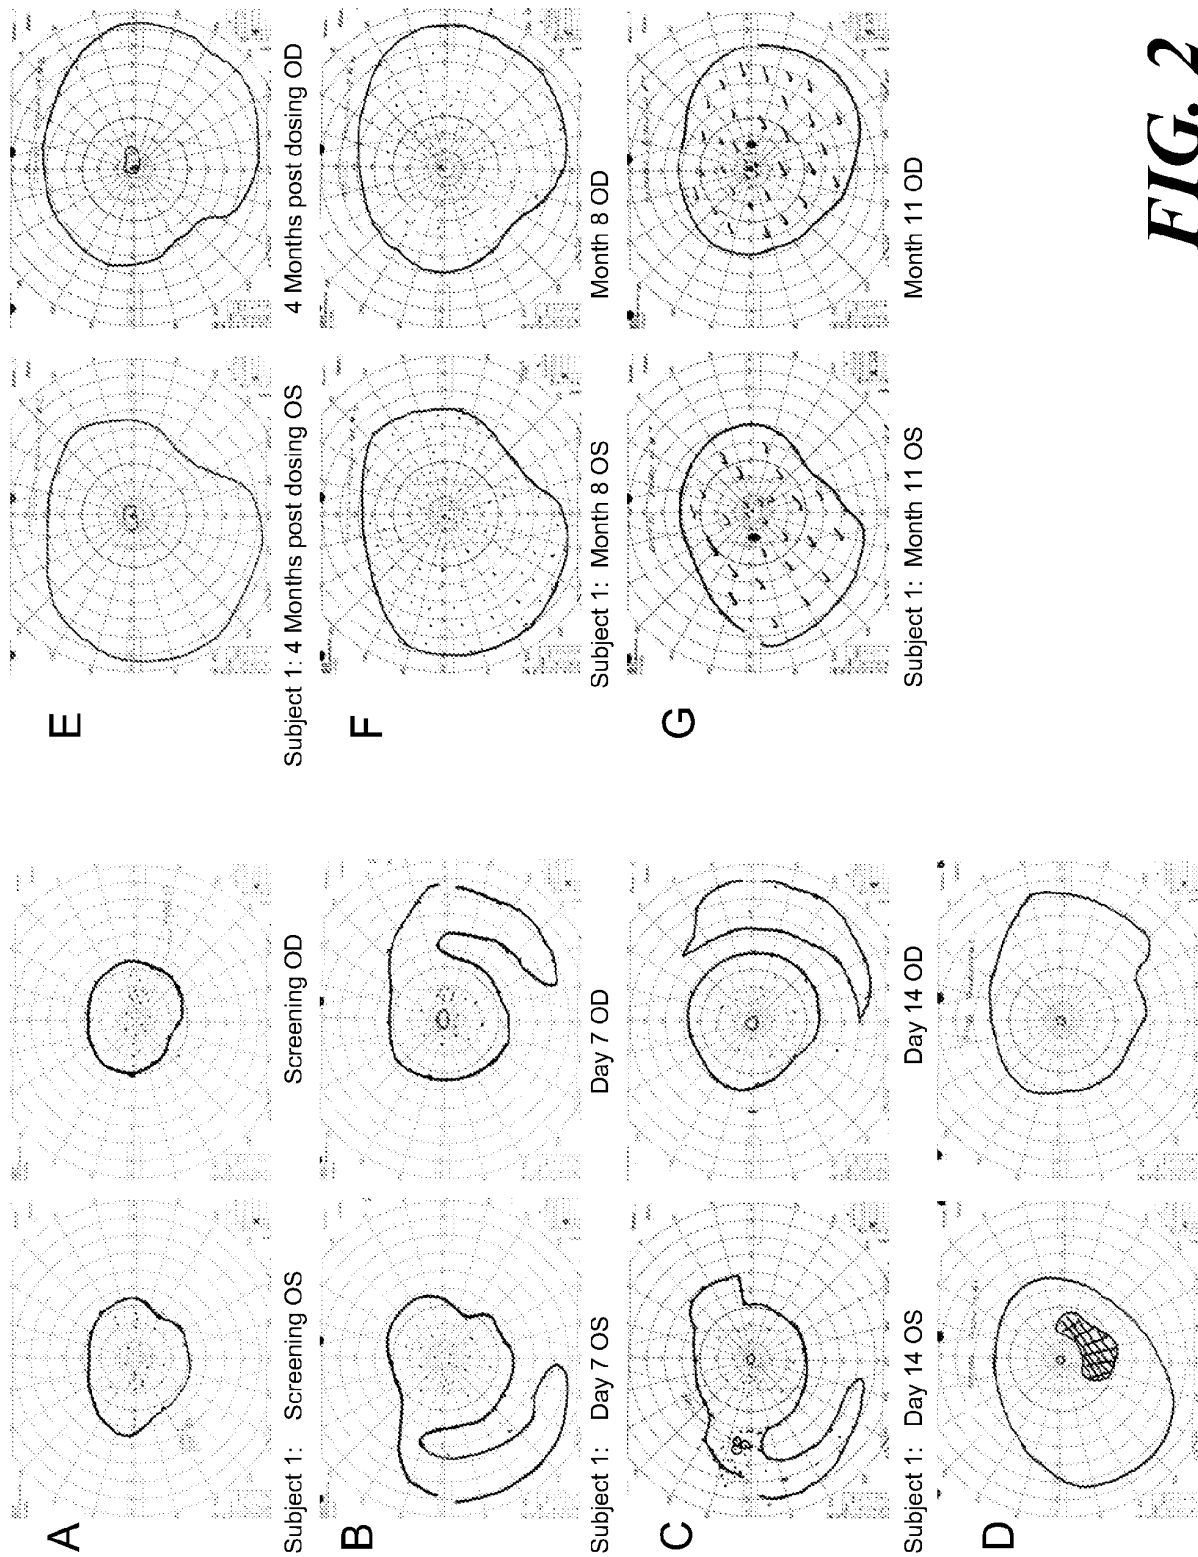 A
Subject 1: Screening OS
Screening OD
B
Subject 1: Day 7 OS
Day 7 OD
C
Subject 1: Day 14 OS
Day 14 OD
D
E
Subject 1: 4 Months post dosing OS
4 Months post dosing OD
F
Subject 1: Month 8 OS
Month 8 OD
G
Subject 1: Month 11 OS
Month 11 OD
FIG. 2